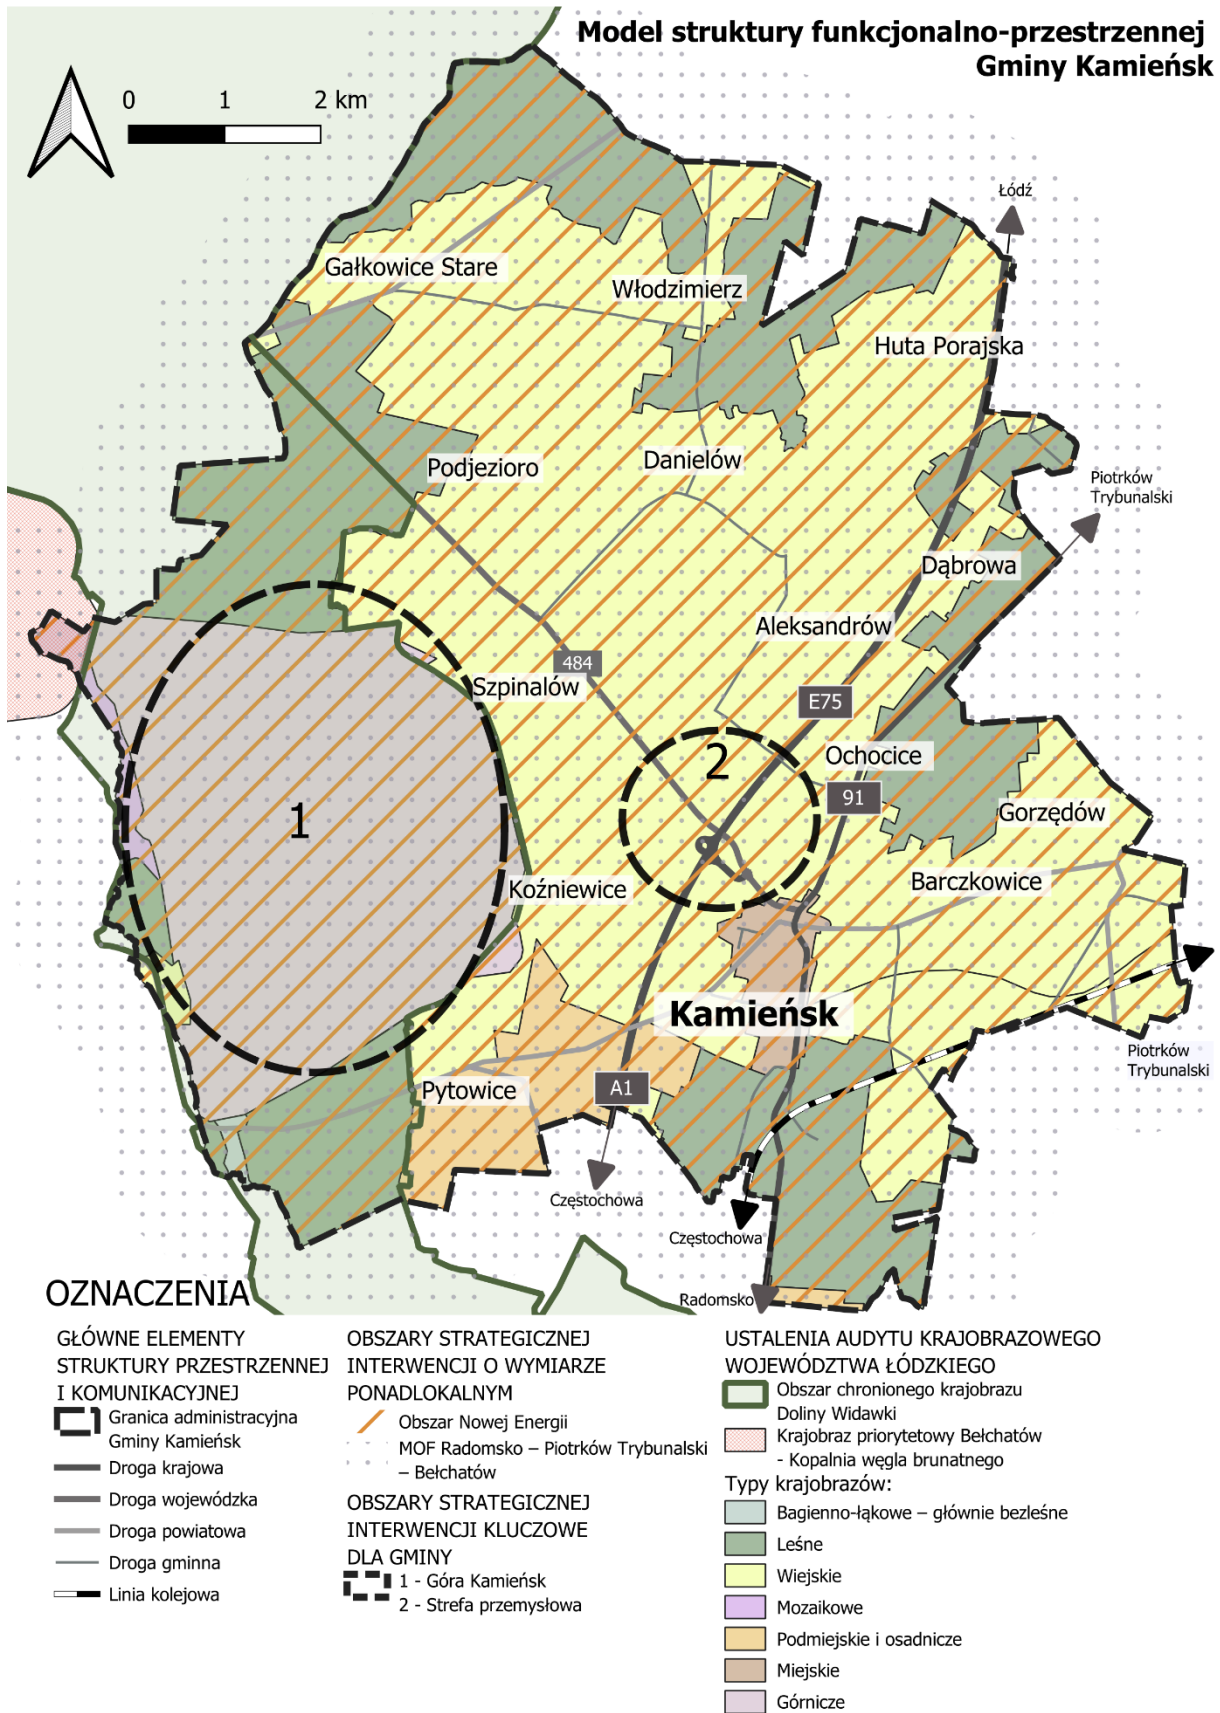 Model struktury funkcjonalno-przestrzennej
Gminy Kamieńsk
0 1 2 km
Łódź
Gałkowice Stare
Włodzimierz
Huta Porajska
Podjezioro
Danielów
Piotrków
Trybunalski
Dąbrowa
Aleksandrów
484
Szpinalów
E75
2
Ochocice
91
1
Gorzędów
Koźniewice
Barczkowice
Kamieńsk
Piotrków
Trybunalski
Pytowice
A1
Częstochowa
Częstochowa
Radomsko
OZNACZENIA
GŁÓWNE ELEMENTY
STRUKTURY PRZESTRZENNEJ
I KOMUNIKACYJNEJ
Granica administracyjna
Gminy Kamieńsk
Droga krajowa
Droga wojewódzka
Droga powiatowa
Droga gminna
Linia kolejowa
OBSZARY STRATEGICZNEJ
INTERWENCJI O WYMIARZE
PONADLOKALNYM
Obszar Nowej Energii
MOF Radomsko – Piotrków Trybunalski
– Bełchatów
OBSZARY STRATEGICZNEJ
INTERWENCJI KLUCZOWE
DLA GMINY
1 - Góra Kamieńsk
2 - Strefa przemysłowa
USTALENIA AUDYTU KRAJOBRAZOWEGO
WOJEWÓDZTWA ŁÓDZKIEGO
Obszar chronionego krajobrazu
Doliny Widawki
Krajobraz priorytetowy Bełchatów
- Kopalnia węgla brunatnego
Typy krajobrazów:
Bagienno-łąkowe – głównie bezleśne
Leśne
Wiejskie
Mozaikowe
Podmiejskie i osadnicze
Miejskie
Górnicze